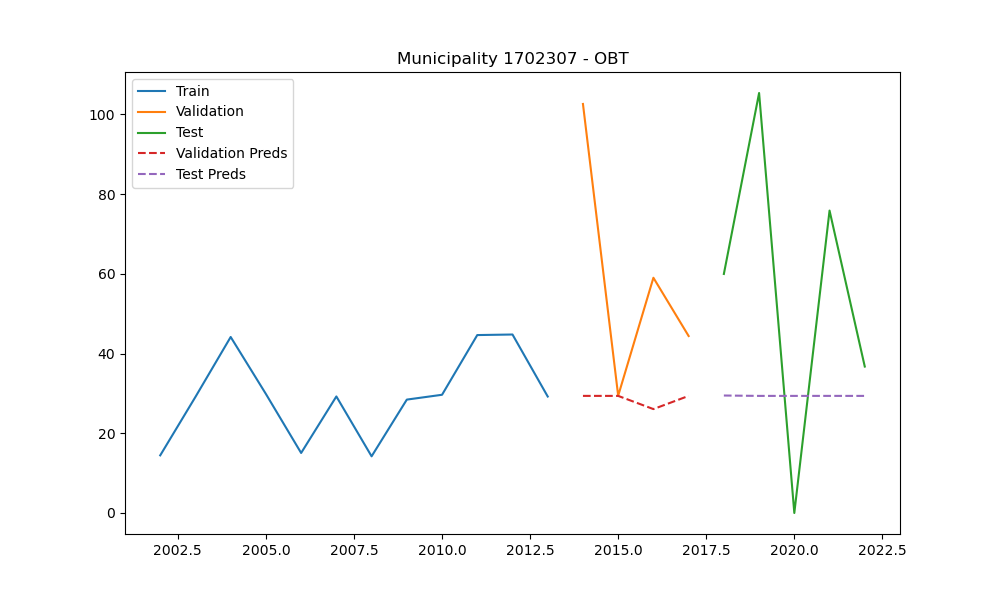 Municipality 1702307 - OBT
Train
Validation
Test
Validation Preds
Test Preds
100
80
60
40
20
0
2002.5 2005.0 2007.5 2010.0 2012.5 2015.0 2017.5 2020.0 2022.5